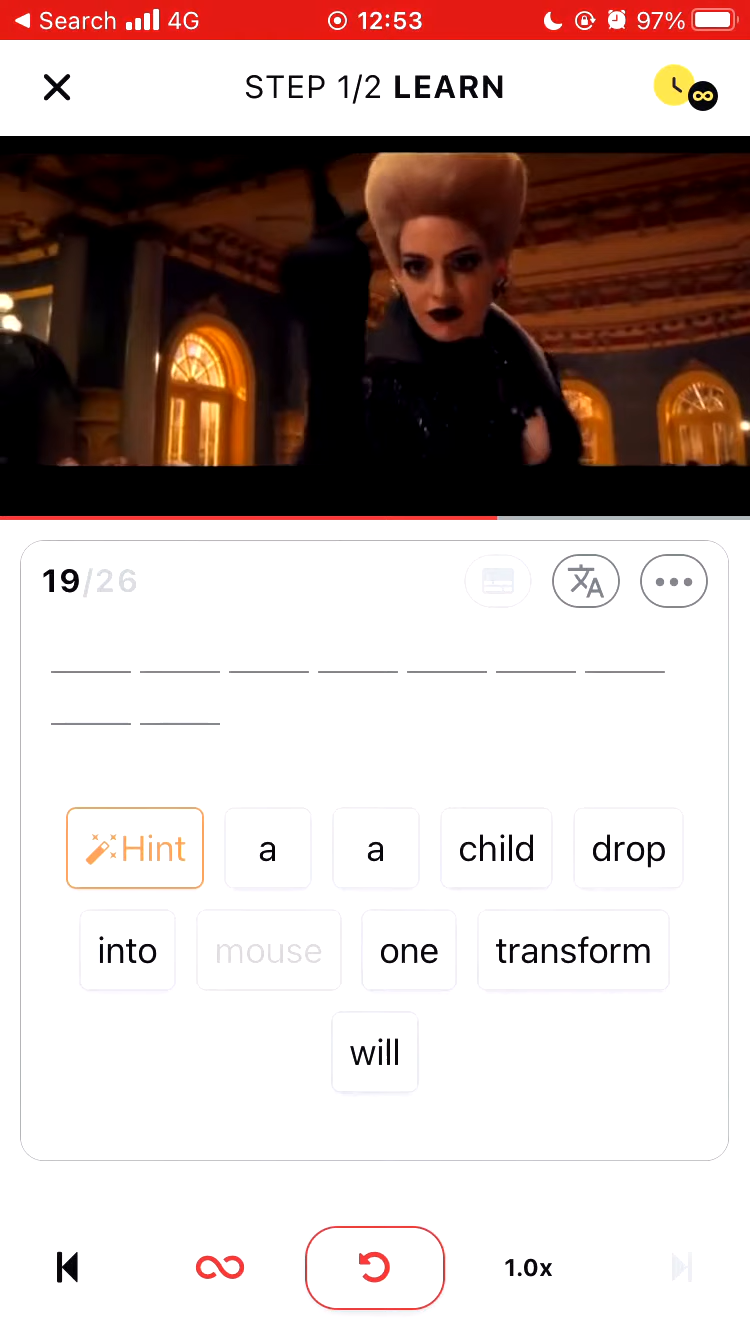 Search 4G 12:53 97%
STEP 1/2 LEARN
19/26
Hint a a child drop
into mouse one transform
will
1.0x